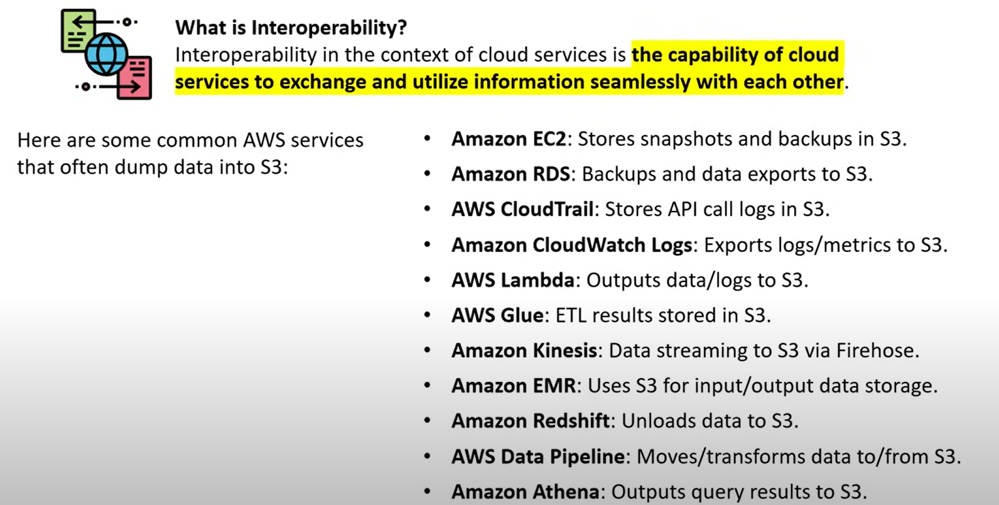 What is Interoperability?
Interoperability in the context of cloud services is the capability of cloud
services to exchange and utilize information seamlessly with each other.
Here are some common AWS services
that often dump data into S3:
• Amazon EC2: Stores snapshots and backups in S3.
• Amazon RDS: Backups and data exports to S3.
• AWS CloudTrail: Stores API call logs in S3.
• Amazon CloudWatch Logs: Exports logs/metrics to S3.
• AWS Lambda: Outputs data/logs to S3.
• AWS Glue: ETL results stored in S3.
• Amazon Kinesis: Data streaming to S3 via Firehose.
• Amazon EMR: Uses S3 for input/output data storage.
• Amazon Redshift: Unloads data to S3.
• AWS Data Pipeline: Moves/transforms data to/from S3.
• Amazon Athena: Outputs query results to S3.